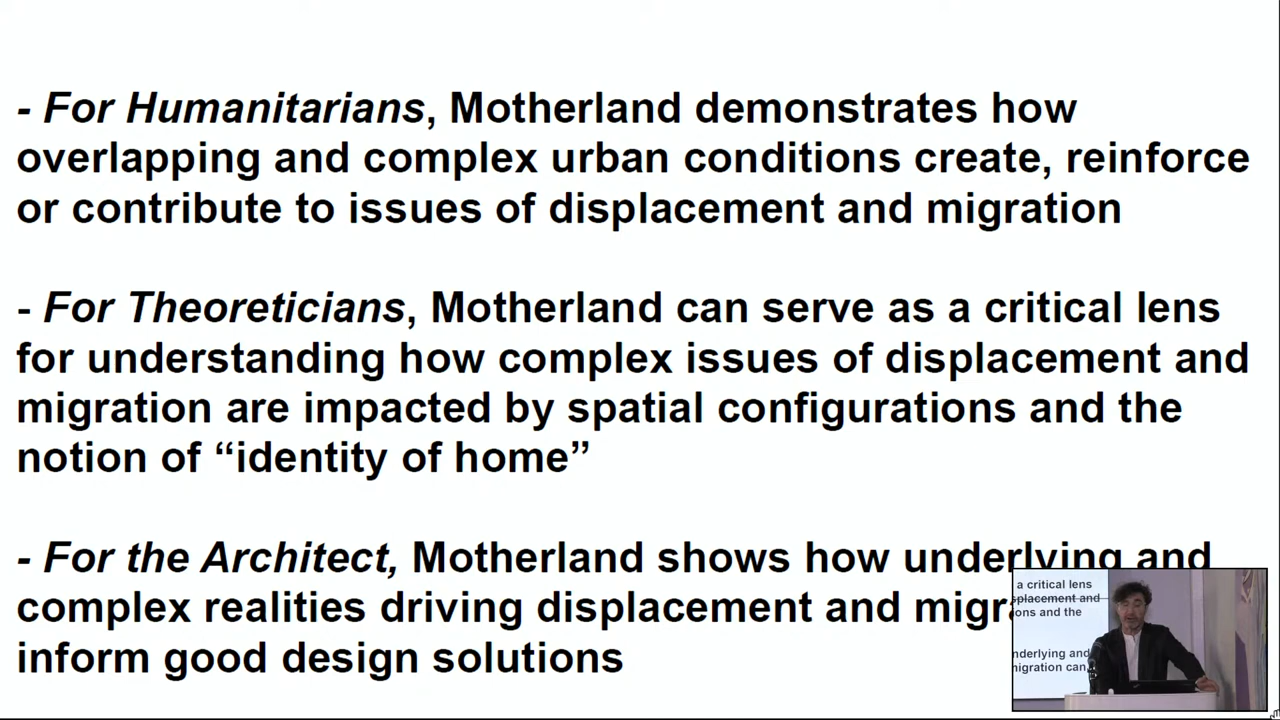 - For Humanitarians, Motherland demonstrates how
overlapping and complex urban conditions create, reinforce
or contribute to issues of displacement and migration
- For Theoreticians, Motherland can serve as a critical lens
for understanding how complex issues of displacement and
migration are impacted by spatial configurations and the
notion of “identity of home”
- For the Architect, Motherland shows how underlying and
complex realities driving displacement and
inform good design solutions
a critical lens
displacement and
ons and the
nderlying and
migration can